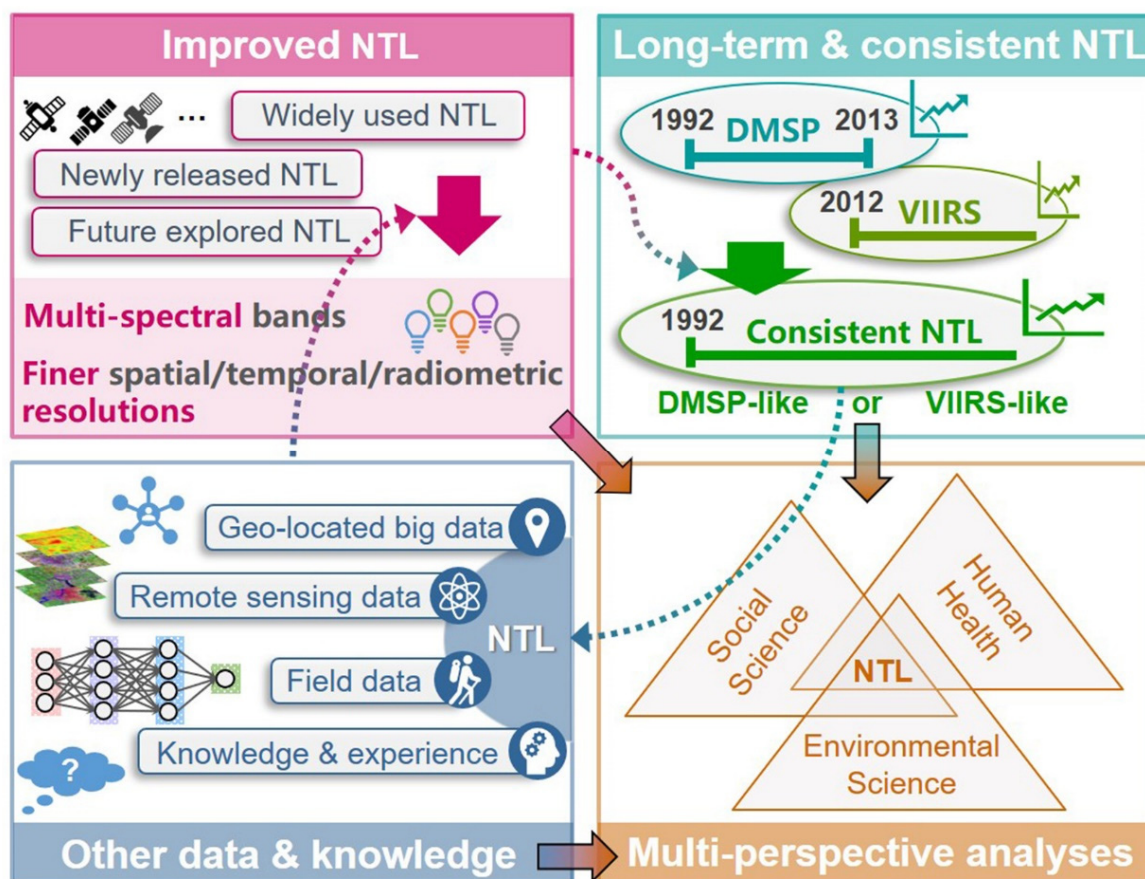 Improved NTL
... Widely used NTL
Newly released NTL
Future explored NTL
Multi-spectral bands
Finer spatial/temporal/radiometric
resolutions
Long-term & consistent NTL
1992 DMSP 2013
2012 VIIRS
1992 Consistent NTL
DMSP-like or VIIRS-like
Geo-located big data
Remote sensing data
NTL
Field data
Knowledge & experience
?
Other data & knowledge
Social
Science
Human
Health
NTL
Environmental
Science
Multi-perspective analyses